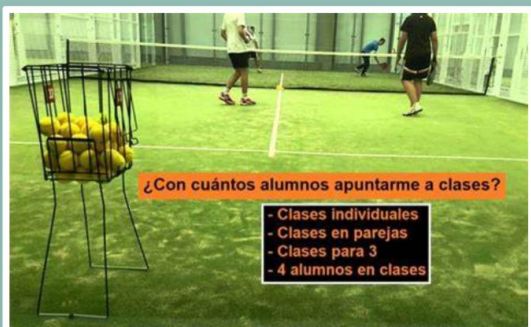 ¿Con cuántos alumnos apuntarme a clases?
- Clases individuales
- Clases en parejas
- Clases para 3
- 4 alumnos en clases